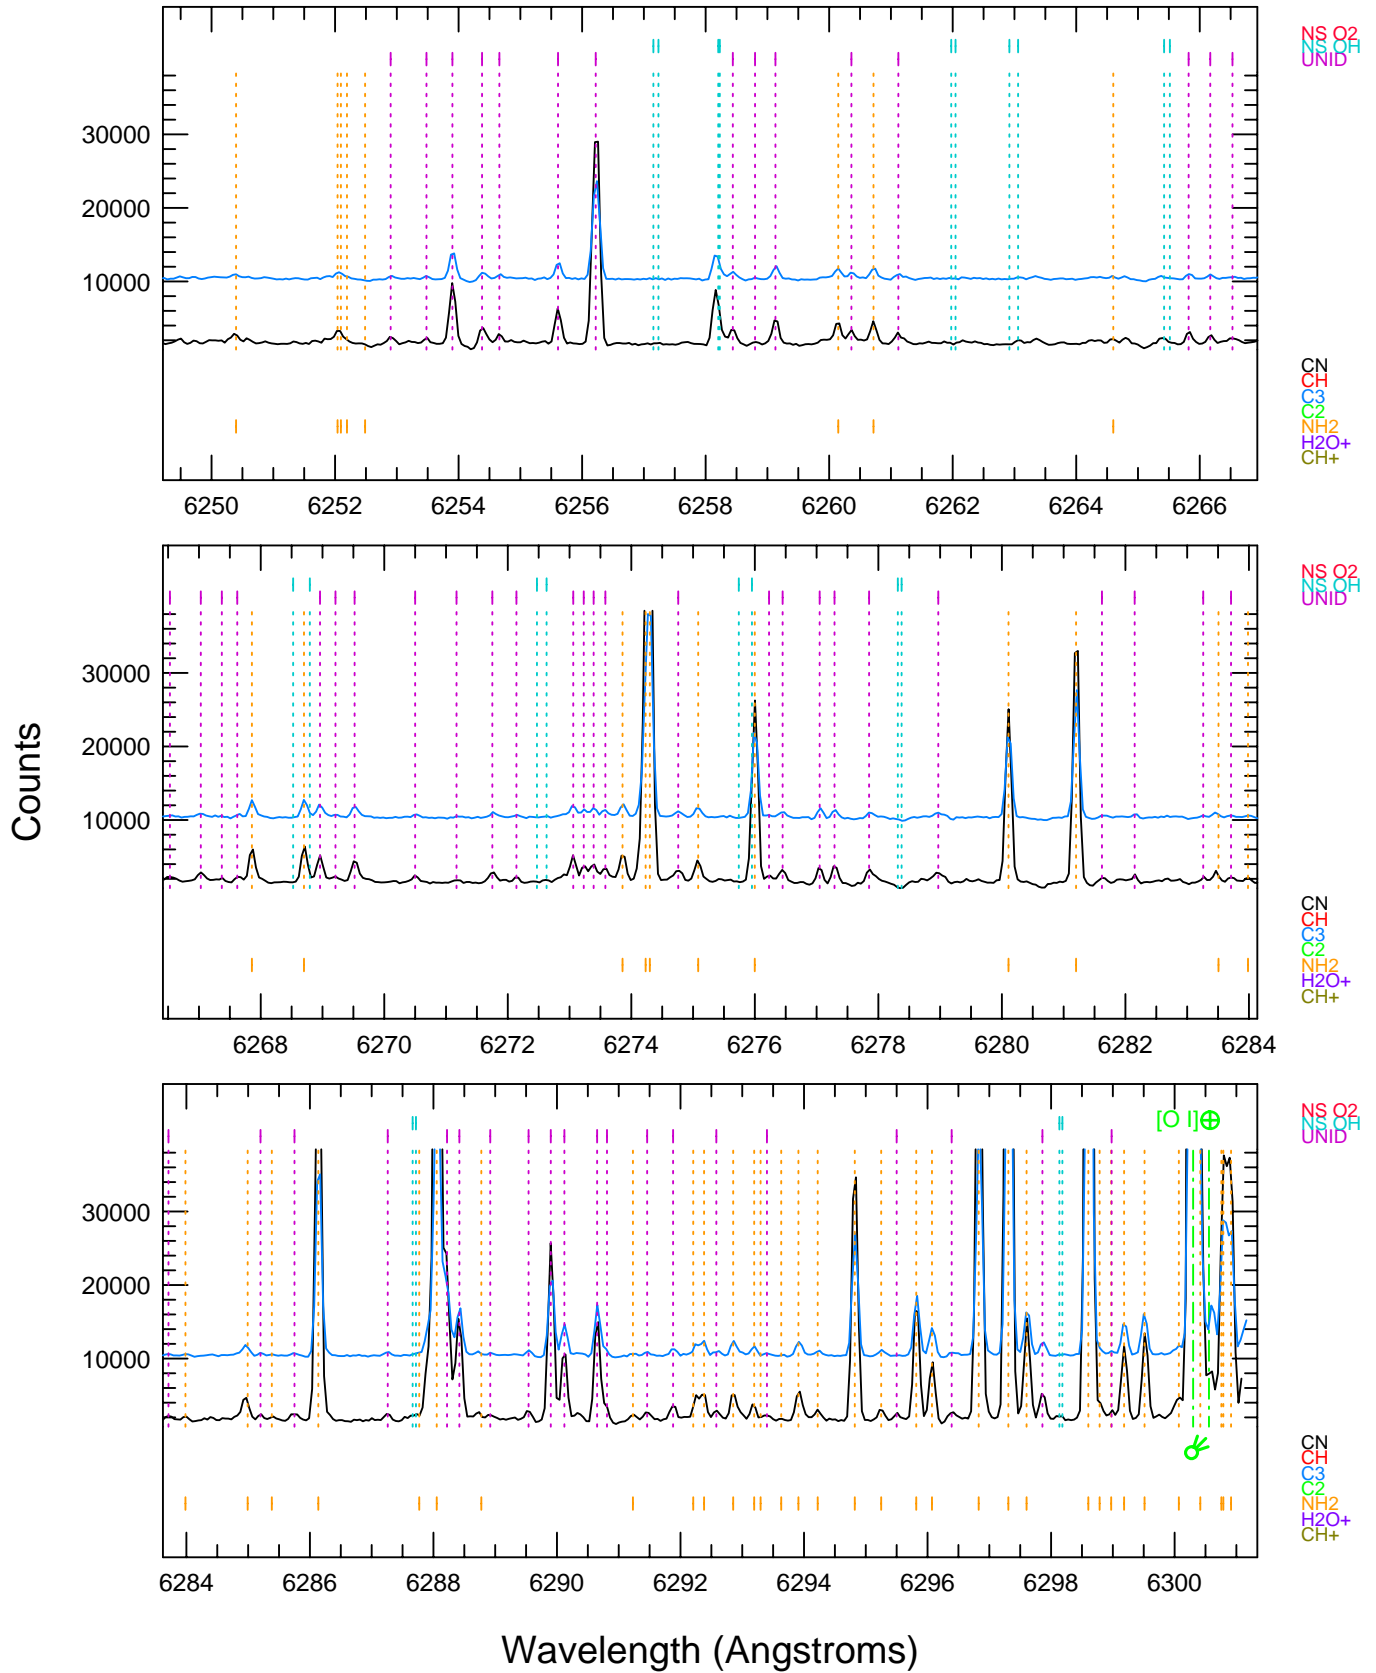 NS O2
NS OH
UNID
30000
20000
10000
CN
CH
C3
C2
NH2
H2O+
CH+
6250 6252 6254 6256 6258 6260 6262 6264 6266
NS O2
NS OH
UNID
30000
20000
10000
Counts
CN
CH
C3
C2
NH2
H2O+
CH+
6268 6270 6272 6274 6276 6278 6280 6282 6284
[O I]⊕
NS O2
NS OH
UNID
30000
20000
10000
CN
CH
C3
C2
NH2
H2O+
CH+
6284 6286 6288 6290 6292 6294 6296 6298 6300
Wavelength (Angstroms)